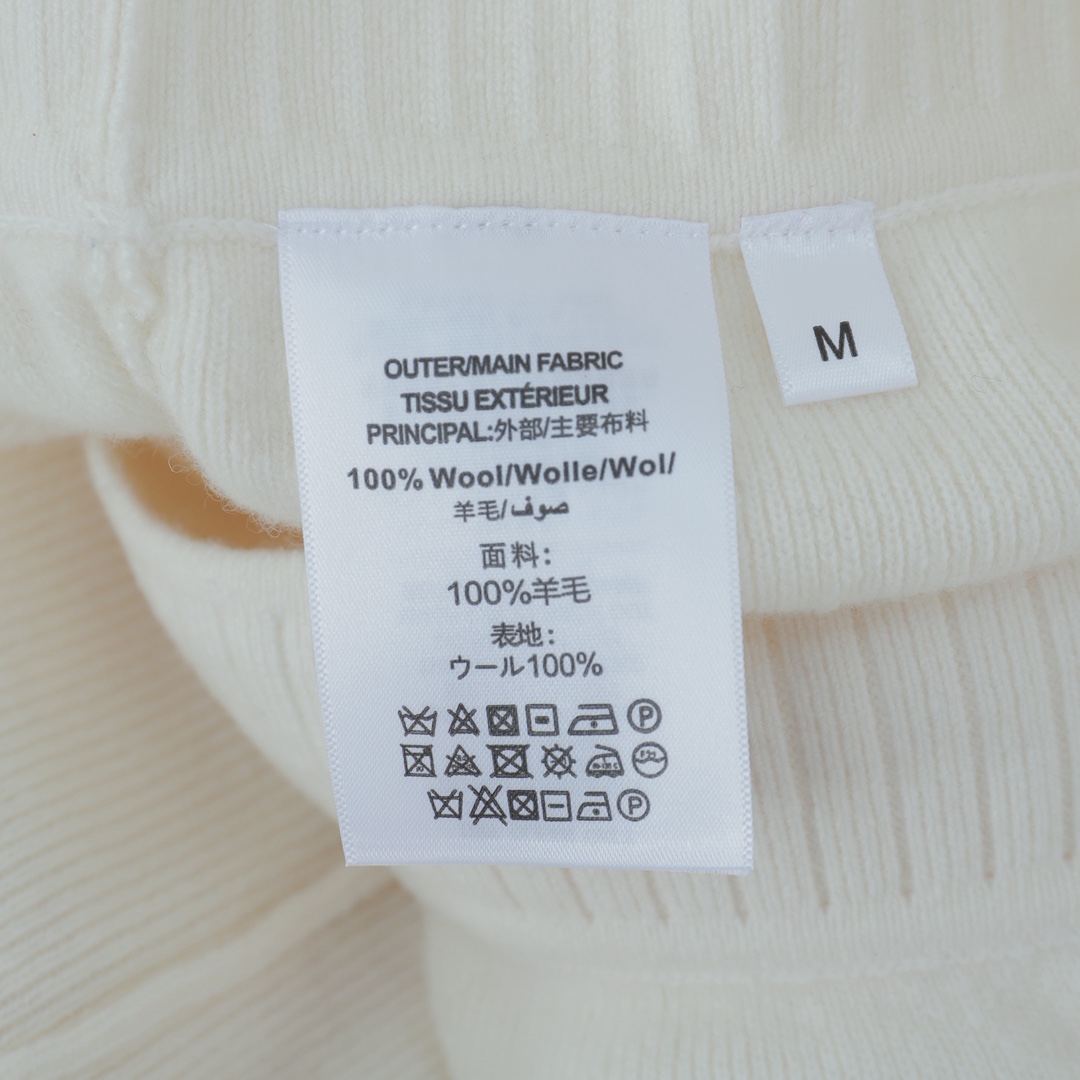 OUTER/MAIN FABRIC
TISSU EXTÉRIEUR
PRINCIPAL:外部/主要布料
100% Wool/Wolle/Wol/
羊毛/صوف
面料:
100%羊毛
表地:
ウール100%
P
P
M